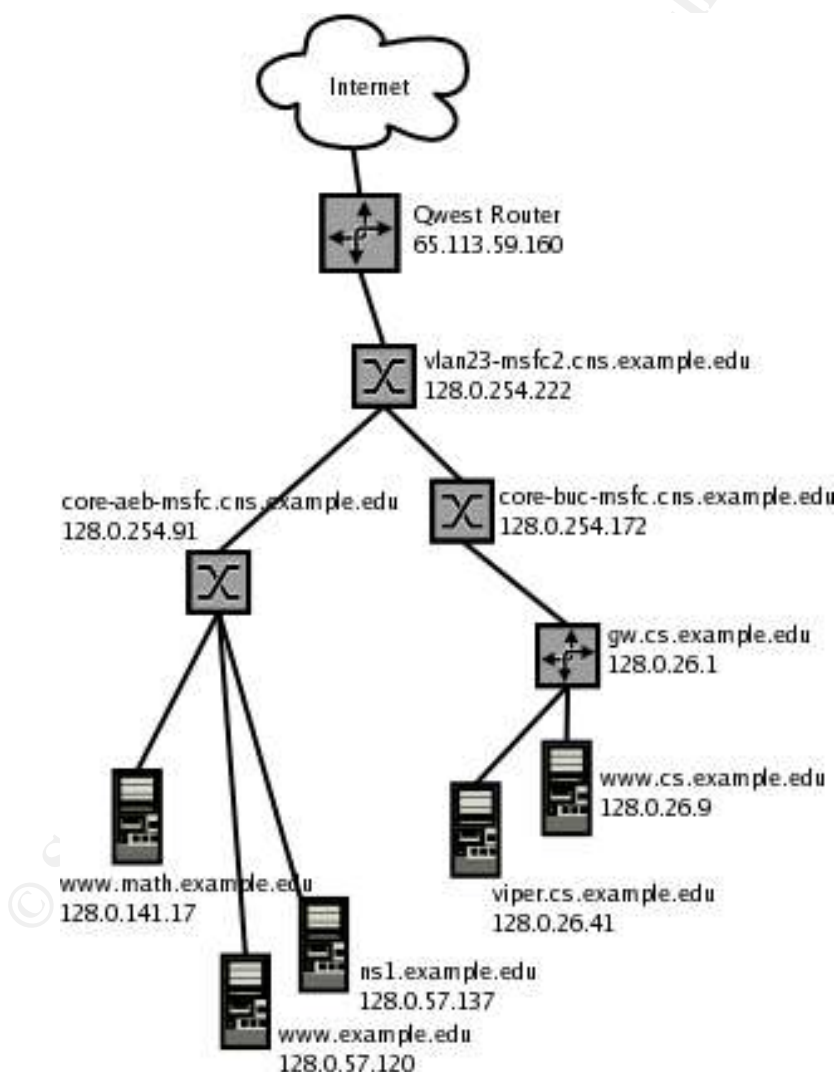 Internet
Qwest Router
65.113.59.160
vlan23-msfc2.cns.example.edu
128.0.254.222
core-aeb-msfc.cns.example.edu
128.0.254.91
core-buc-msfc.cns.example.edu
128.0.254.172
gw.cs.example.edu
128.0.26.1
www.cs.example.edu
128.0.26.9
www.math.example.edu
128.0.141.17
viper.cs.example.edu
128.0.26.41
ns1.example.edu
128.0.57.137
www.example.edu
128.0.57.120
©